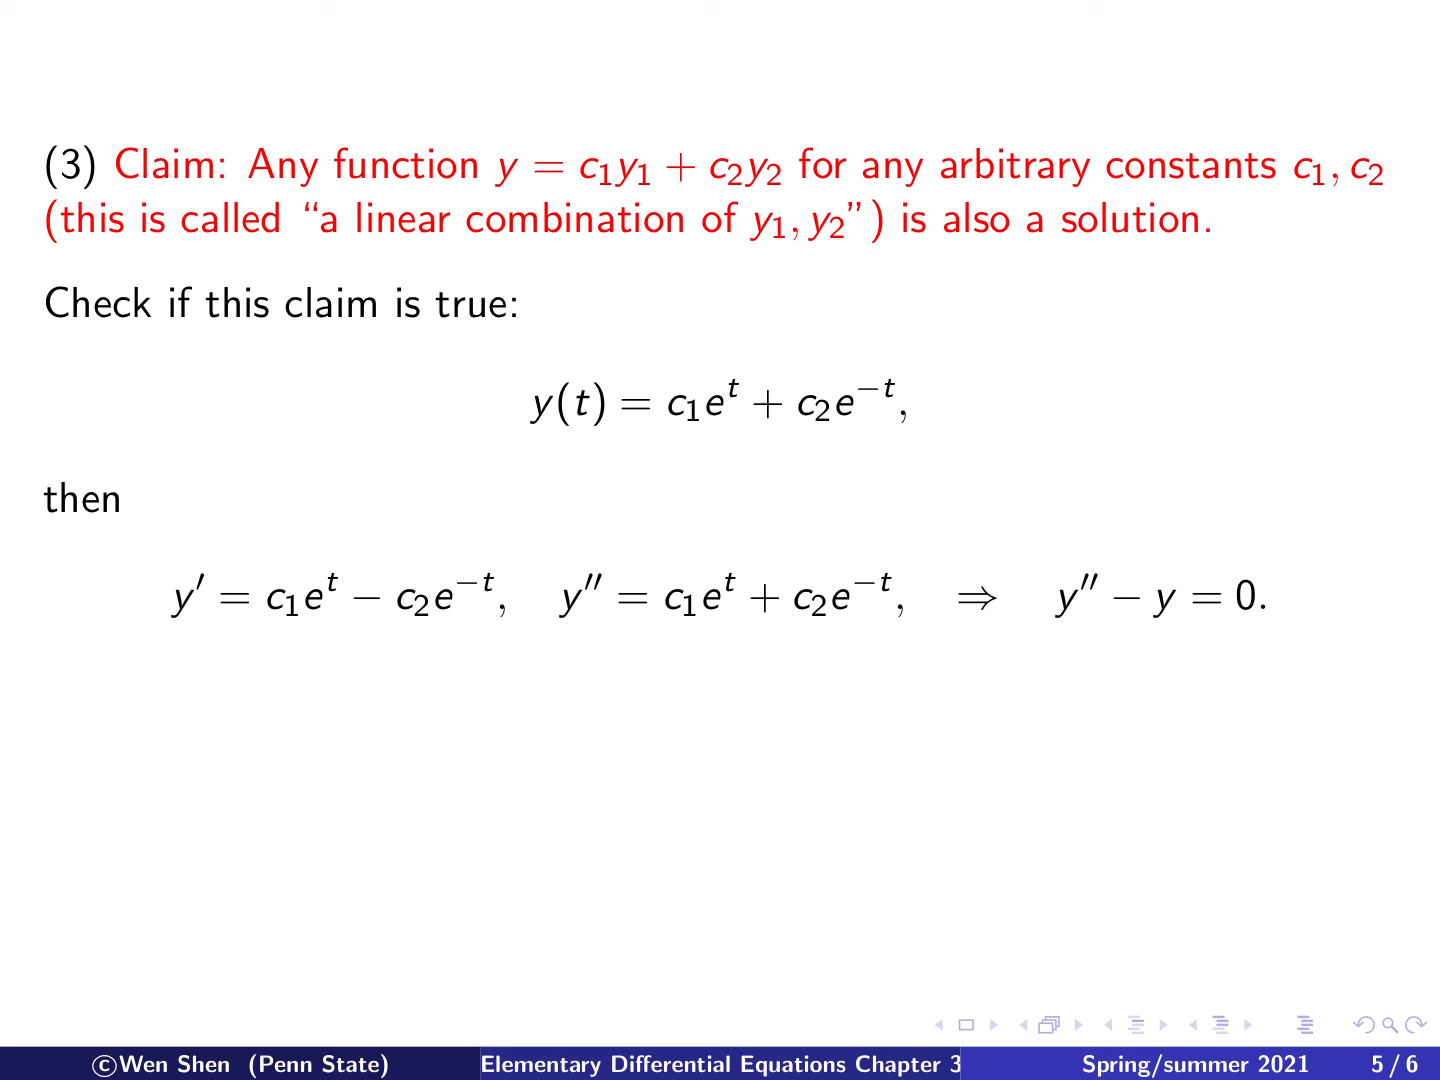 (3) Claim: Any function y = c₁y₁ + c₂y₂ for any arbitrary constants c₁, c₂
(this is called “a linear combination of y₁, y₂”) is also a solution.
Check if this claim is true:
y(t) = c₁eᵗ + c₂e⁻ᵗ,
then
y′ = c₁eᵗ − c₂e⁻ᵗ, y″ = c₁eᵗ + c₂e⁻ᵗ, ⇒ y″ − y = 0.
©Wen Shen (Penn State) Elementary Differential Equations Chapter 3 Spring/summer 2021 5 / 6